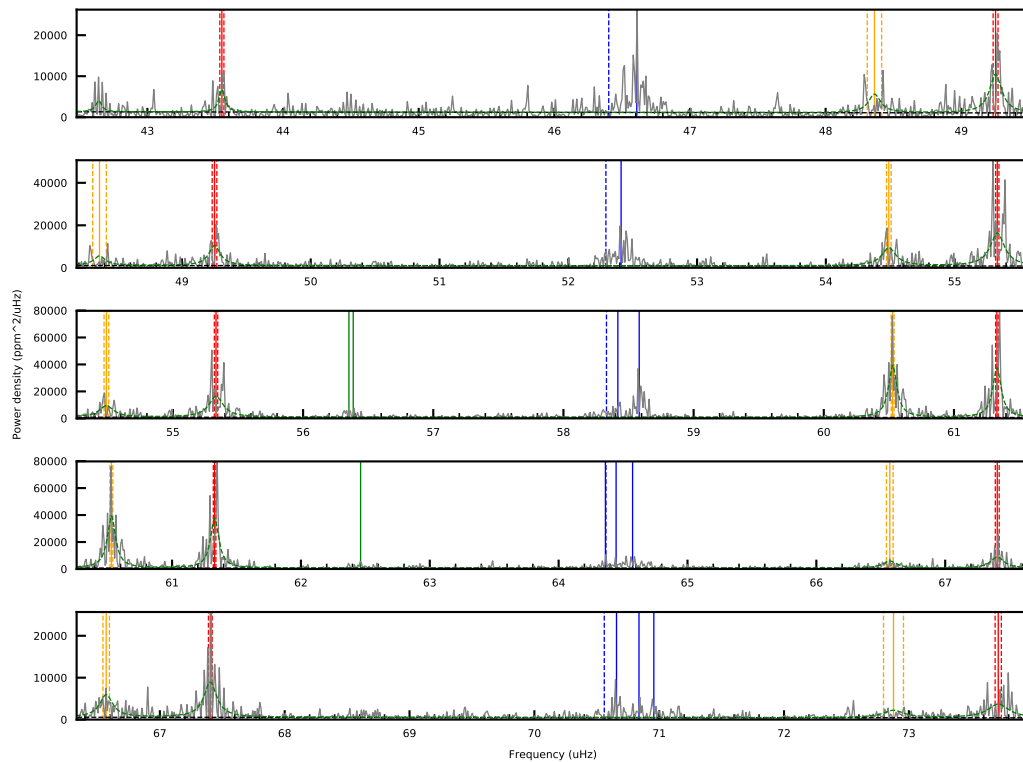 20000
10000
0
43 44 45 46 47 48 49
40000
20000
0
49 50 51 52 53 54 55
80000
60000
40000
20000
0
55 56 57 58 59 60 61
Power density (ppm^2/uHz)
80000
60000
40000
20000
0
61 62 63 64 65 66 67
20000
10000
0
67 68 69 70 71 72 73
Frequency (uHz)